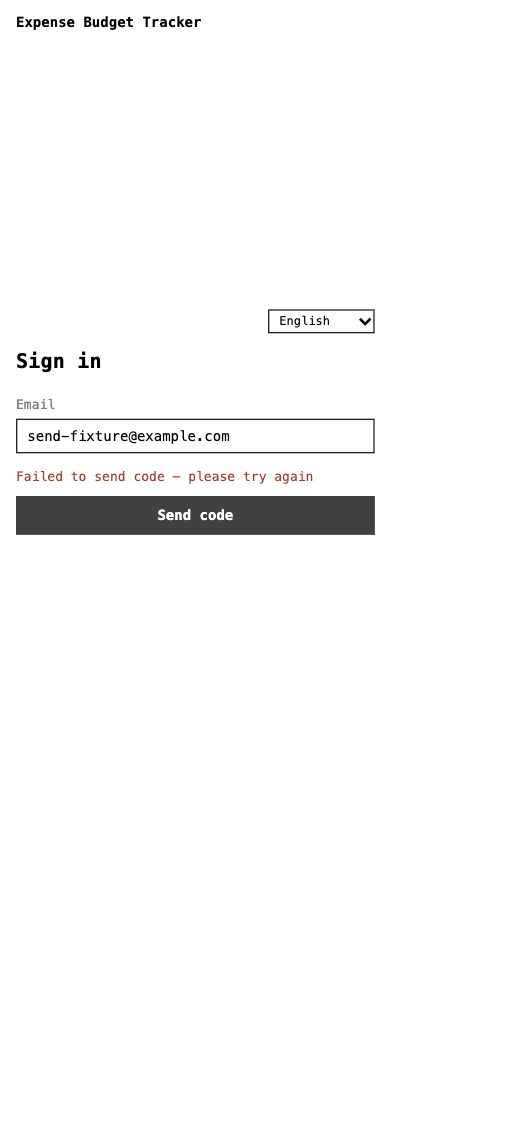 Expense Budget Tracker
English
Sign in
Email
send-fixture@example.com
Failed to send code — please try again
Send code